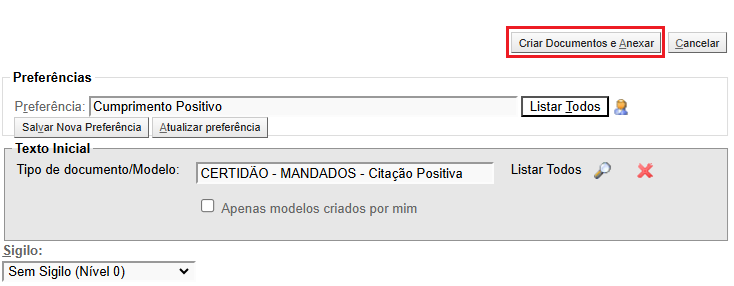 Criar Documentos e Anexar Cancelar
Preferências
Preferência: Cumprimento Positivo Listar Todos
Salvar Nova Preferência Atualizar preferência
Texto Inicial
Tipo de documento/Modelo: CERTIDÃO - MANDADOS - Citação Positiva Listar Todos
Apenas modelos criados por mim
Sigilo:
Sem Sigilo (Nível 0)